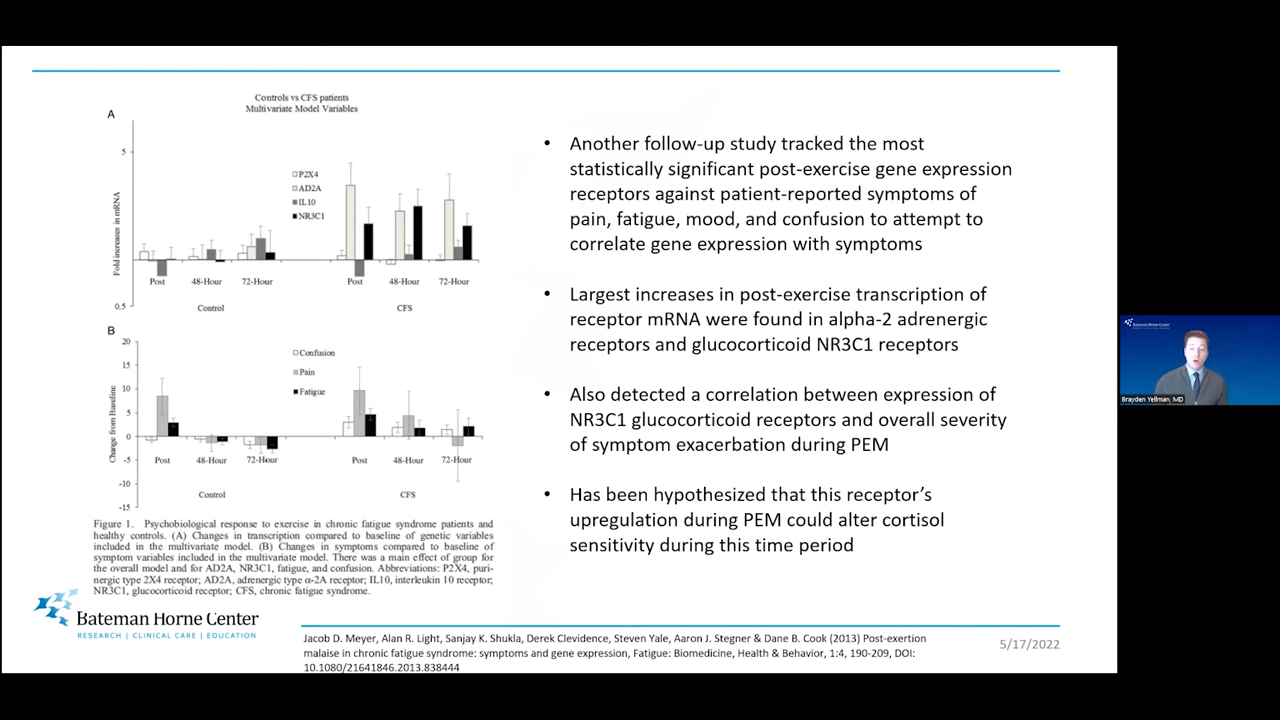 Controls vs CFS patients
Multivariate Model Variables
A
5
P2X4
AD2A
IL10
NR3C1
Fold increases in mRNA
Post 48-Hour 72-Hour Post 48-Hour 72-Hour
0.5
Control CFS
B
20
15
10
5
0
-5
-10
-15
Confusion
Pain
Fatigue
Change from Baseline
Post 48-Hour 72-Hour Post 48-Hour 72-Hour
Control CFS
Figure 1. Psychobiological response to exercise in chronic fatigue syndrome patients and
healthy controls. (A) Changes in transcription compared to baseline of genetic variables
included in the multivariate model. (B) Changes in symptoms compared to baseline of
symptom variables included in the multivariate model. There was a main effect of group for
the overall model and for AD2A, NR3C1, fatigue, and confusion. Abbreviations: P2X4, puri-
nergic type 2X4 receptor; AD2A, adrenergic type α-2A receptor; IL10, interleukin 10 receptor;
NR3C1, glucocorticoid receptor; CFS, chronic fatigue syndrome.
• Another follow-up study tracked the most
statistically significant post-exercise gene expression
receptors against patient-reported symptoms of
pain, fatigue, mood, and confusion to attempt to
correlate gene expression with symptoms
• Largest increases in post-exercise transcription of
receptor mRNA were found in alpha-2 adrenergic
receptors and glucocorticoid NR3C1 receptors
• Also detected a correlation between expression of
NR3C1 glucocorticoid receptors and overall severity
of symptom exacerbation during PEM
• Has been hypothesized that this receptor’s
upregulation during PEM could alter cortisol
sensitivity during this time period
Bateman Horne Center
RESEARCH | CLINICAL CARE | EDUCATION
Jacob D. Meyer, Alan R. Light, Sanjay K. Shukla, Derek Clevidence, Steven Yale, Aaron J. Stegner & Dane B. Cook (2013) Post-exertion
malaise in chronic fatigue syndrome: symptoms and gene expression, Fatigue: Biomedicine, Health & Behavior, 1:4, 190-209, DOI:
10.1080/21641846.2013.838444
5/17/2022
Bateman Horne Center
Brayden Yellman, MD